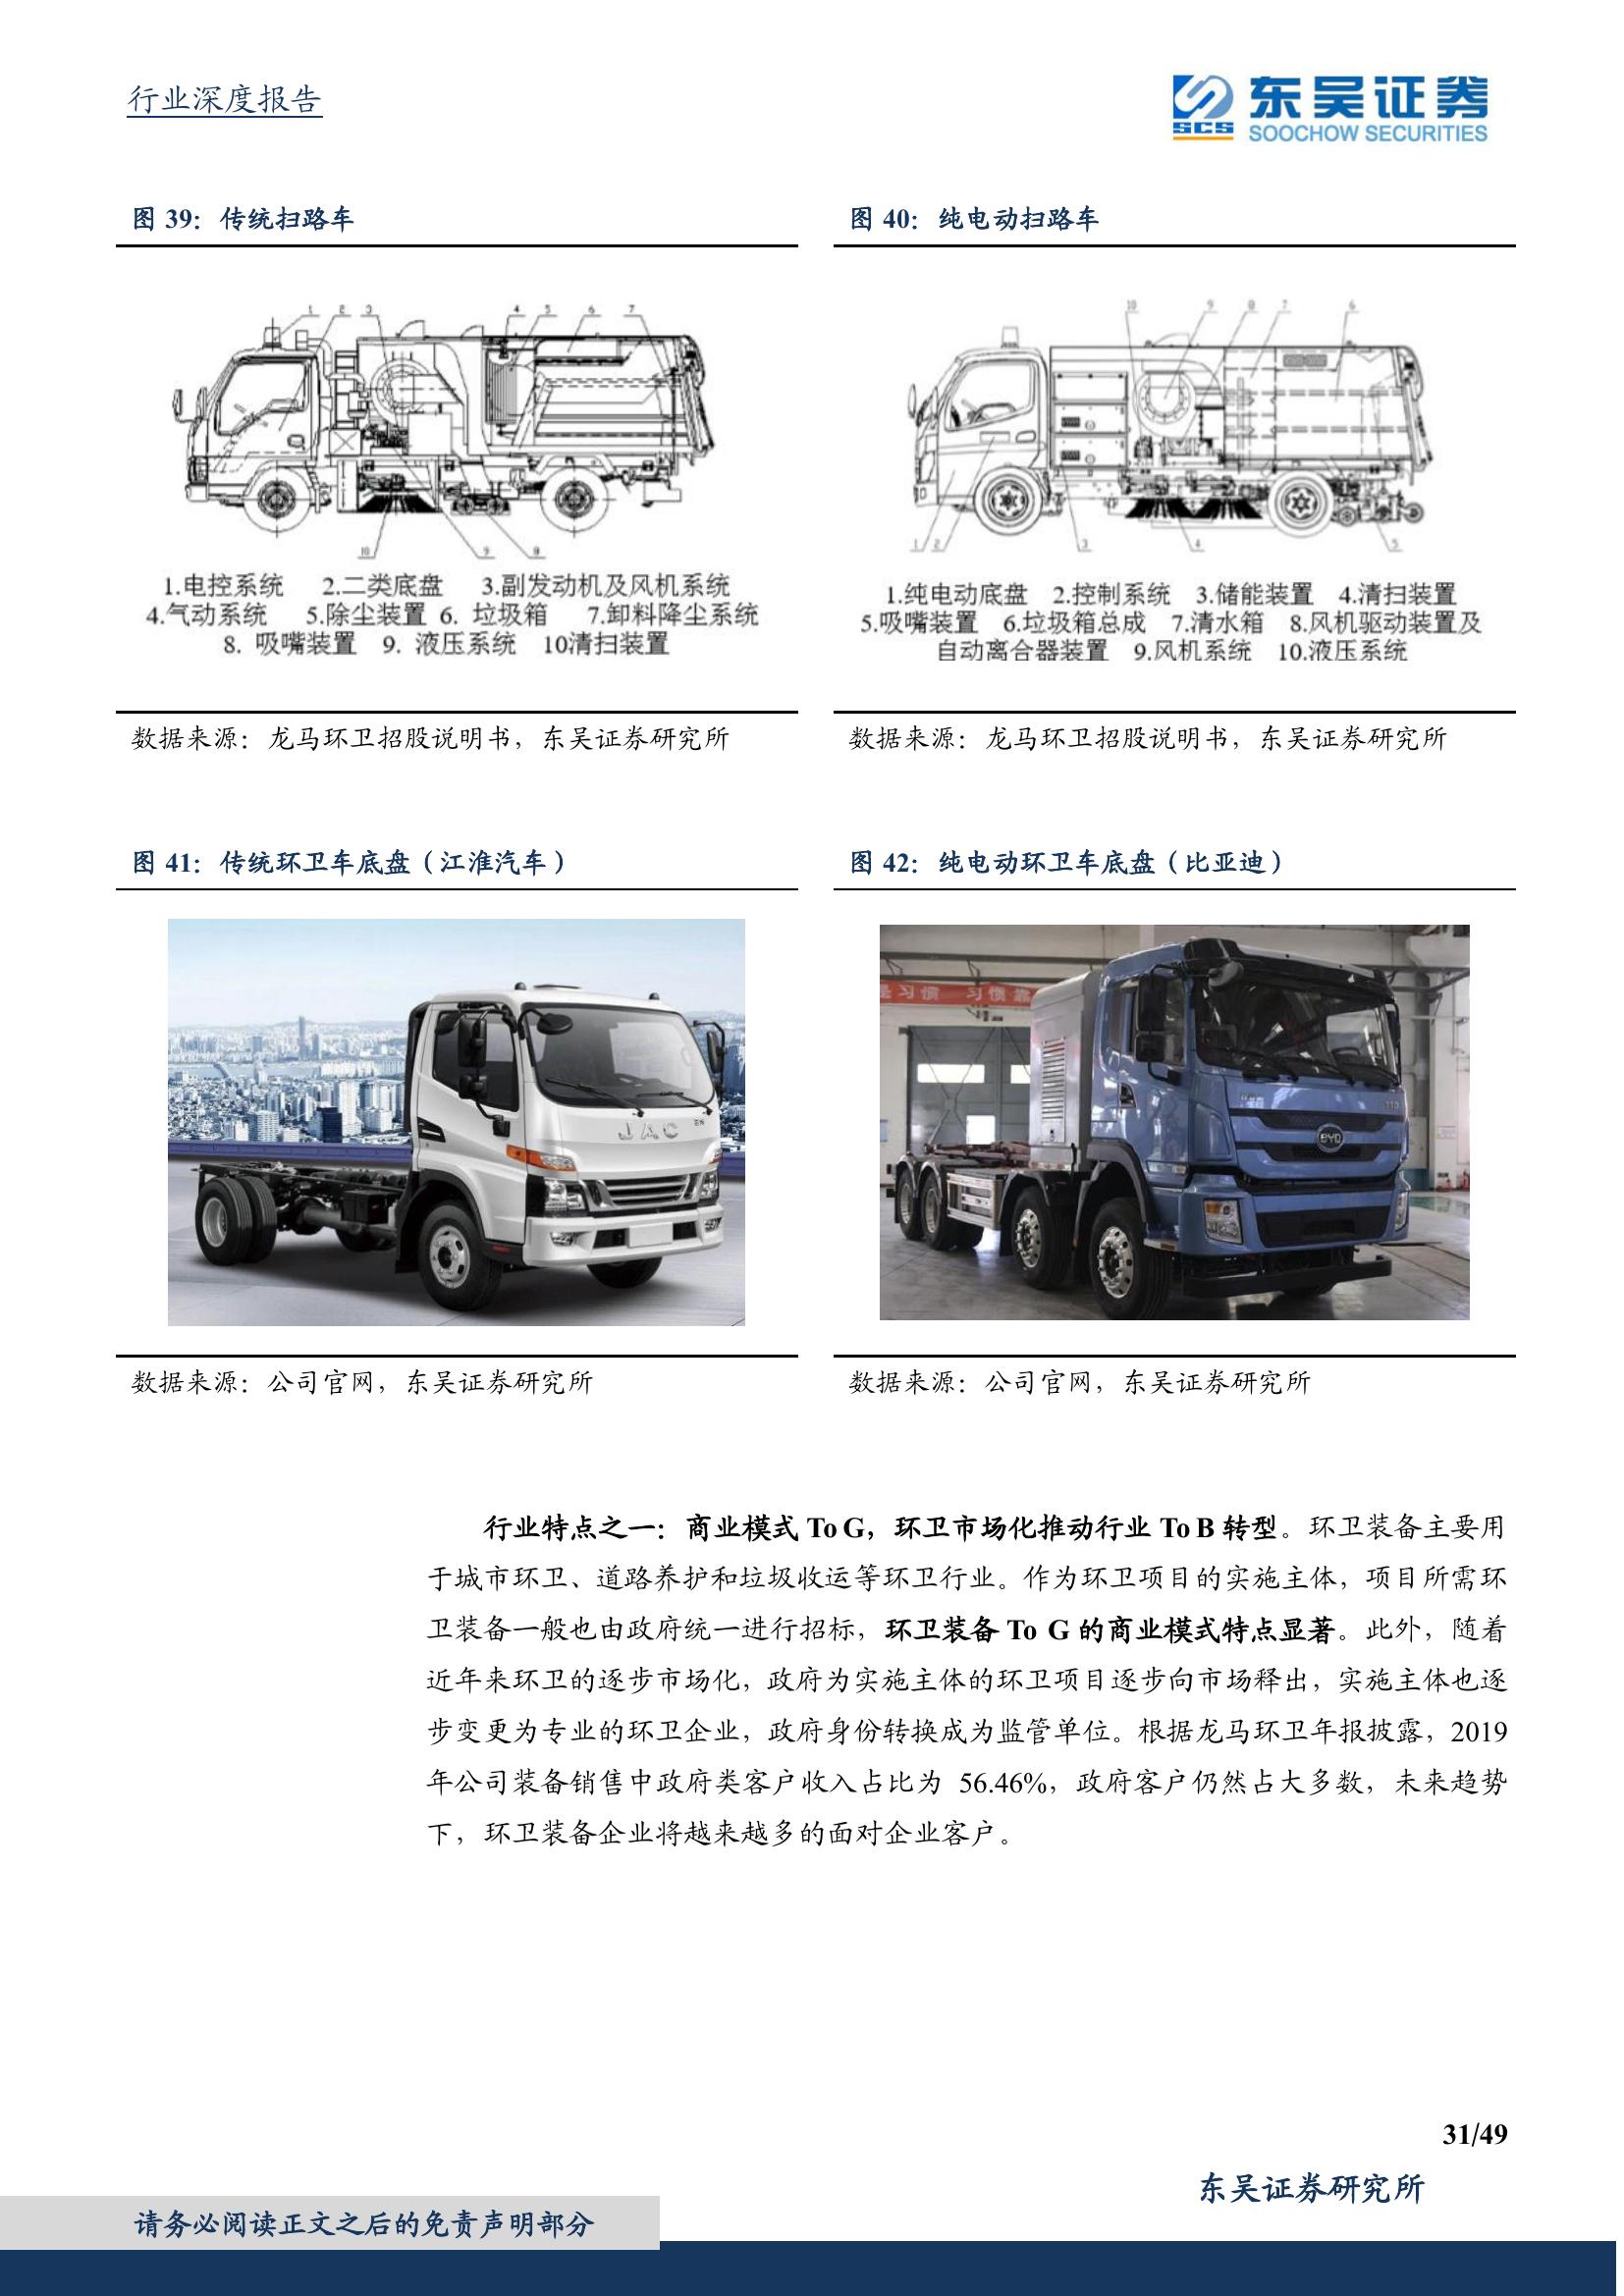 行业深度报告
东吴证券
SCS SOOCHOW SECURITIES
图 39：传统扫路车
1 2 3 4 5 6 7
10 9 8
1.电控系统 2.二类底盘 3.副发动机及风机系统
4.气动系统 5.除尘装置 6. 垃圾箱 7.卸料降尘系统
8. 吸嘴装置 9. 液压系统 10清扫装置
数据来源：龙马环卫招股说明书，东吴证券研究所
图 40：纯电动扫路车
10 9 8 7 6
1 2 3 4 5
1.纯电动底盘 2.控制系统 3.储能装置 4.清扫装置
5.吸嘴装置 6.垃圾箱总成 7.清水箱 8.风机驱动装置及
自动离合器装置 9.风机系统 10.液压系统
数据来源：龙马环卫招股说明书，东吴证券研究所
图 41：传统环卫车底盘（江淮汽车）
JAC
数据来源：公司官网，东吴证券研究所
图 42：纯电动环卫车底盘（比亚迪）
是习惯 习惯靠
BYD
数据来源：公司官网，东吴证券研究所
行业特点之一：商业模式 To G，环卫市场化推动行业 To B 转型。环卫装备主要用
于城市环卫、道路养护和垃圾收运等环卫行业。作为环卫项目的实施主体，项目所需环
卫装备一般也由政府统一进行招标，环卫装备 To G 的商业模式特点显著。此外，随着
近年来环卫的逐步市场化，政府为实施主体的环卫项目逐步向市场释出，实施主体也逐
步变更为专业的环卫企业，政府身份转换成为监管单位。根据龙马环卫年报披露，2019
年公司装备销售中政府类客户收入占比为 56.46%，政府客户仍然占大多数，未来趋势
下，环卫装备企业将越来越多的面对企业客户。
31/49
东吴证券研究所
请务必阅读正文之后的免责声明部分